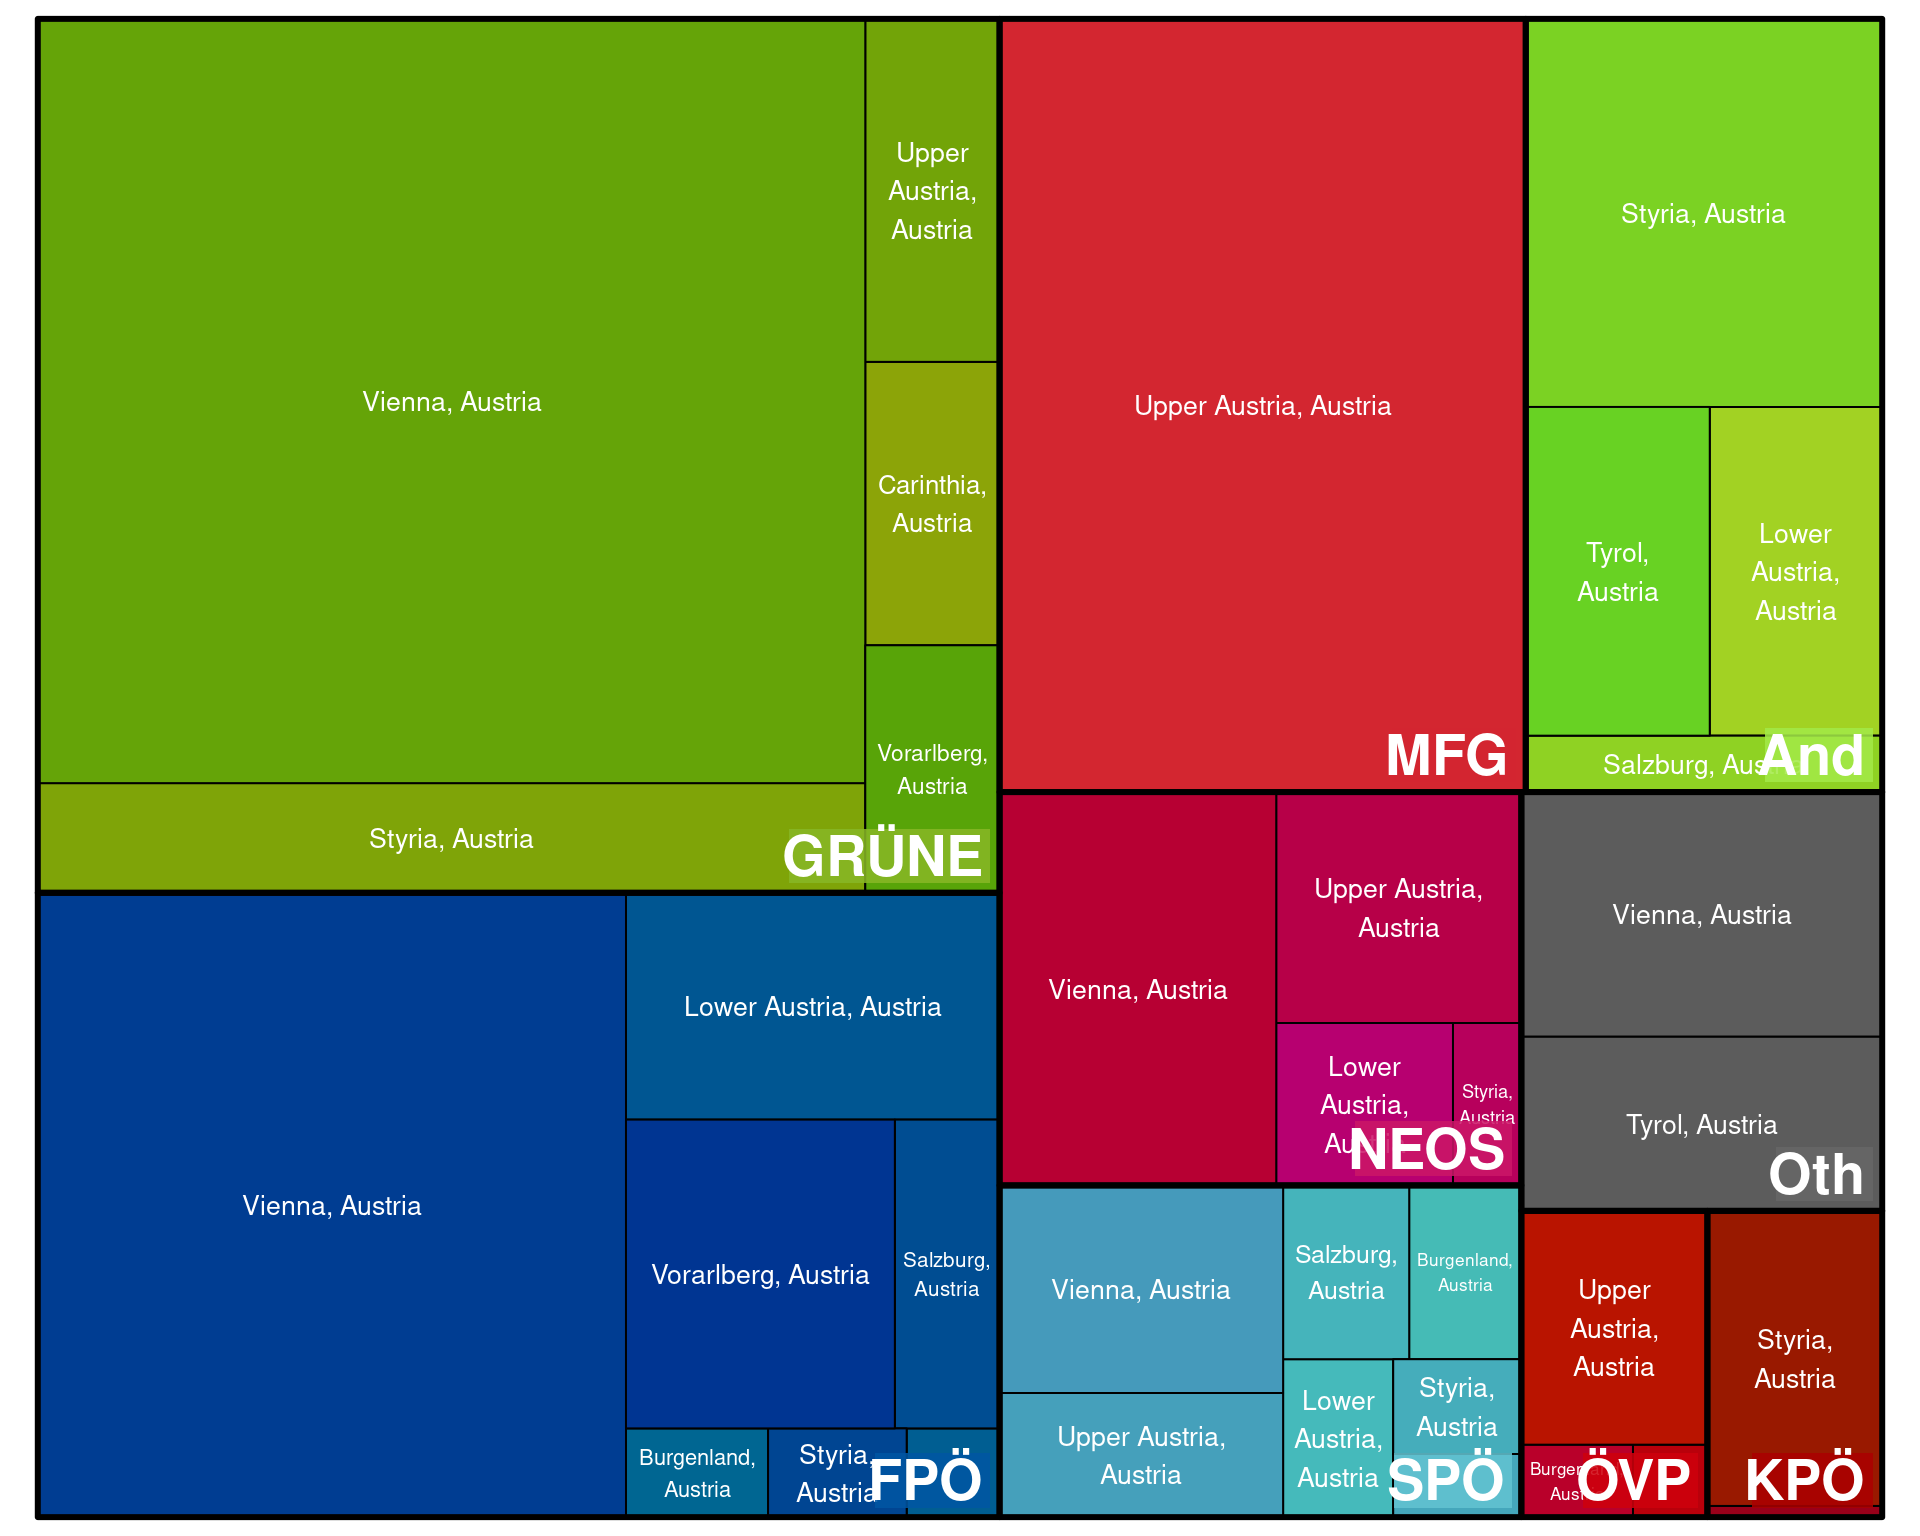 Vienna, Austria
Upper
Austria,
Austria
Carinthia,
Austria
Vorarlberg,
Austria
Styria, Austria
GRÜNE
Upper Austria, Austria
MFG
Styria, Austria
Tyrol,
Austria
Lower
Austria,
Austria
Salzburg, Austria
And
Vienna, Austria
Lower Austria, Austria
Vorarlberg, Austria
Salzburg,
Austria
Burgenland,
Austria
Styria,
Austria
FPÖ
Vienna, Austria
Upper Austria,
Austria
Lower
Austria,
Austria
Styria,
Austria
NEOS
Vienna, Austria
Tyrol, Austria
Oth
Vienna, Austria
Upper Austria,
Austria
Salzburg,
Austria
Burgenland,
Austria
Lower
Austria,
Austria
Styria,
Austria
SPÖ
Upper
Austria,
Austria
Burgenland,
Austria
ÖVP
Styria,
Austria
KPÖ